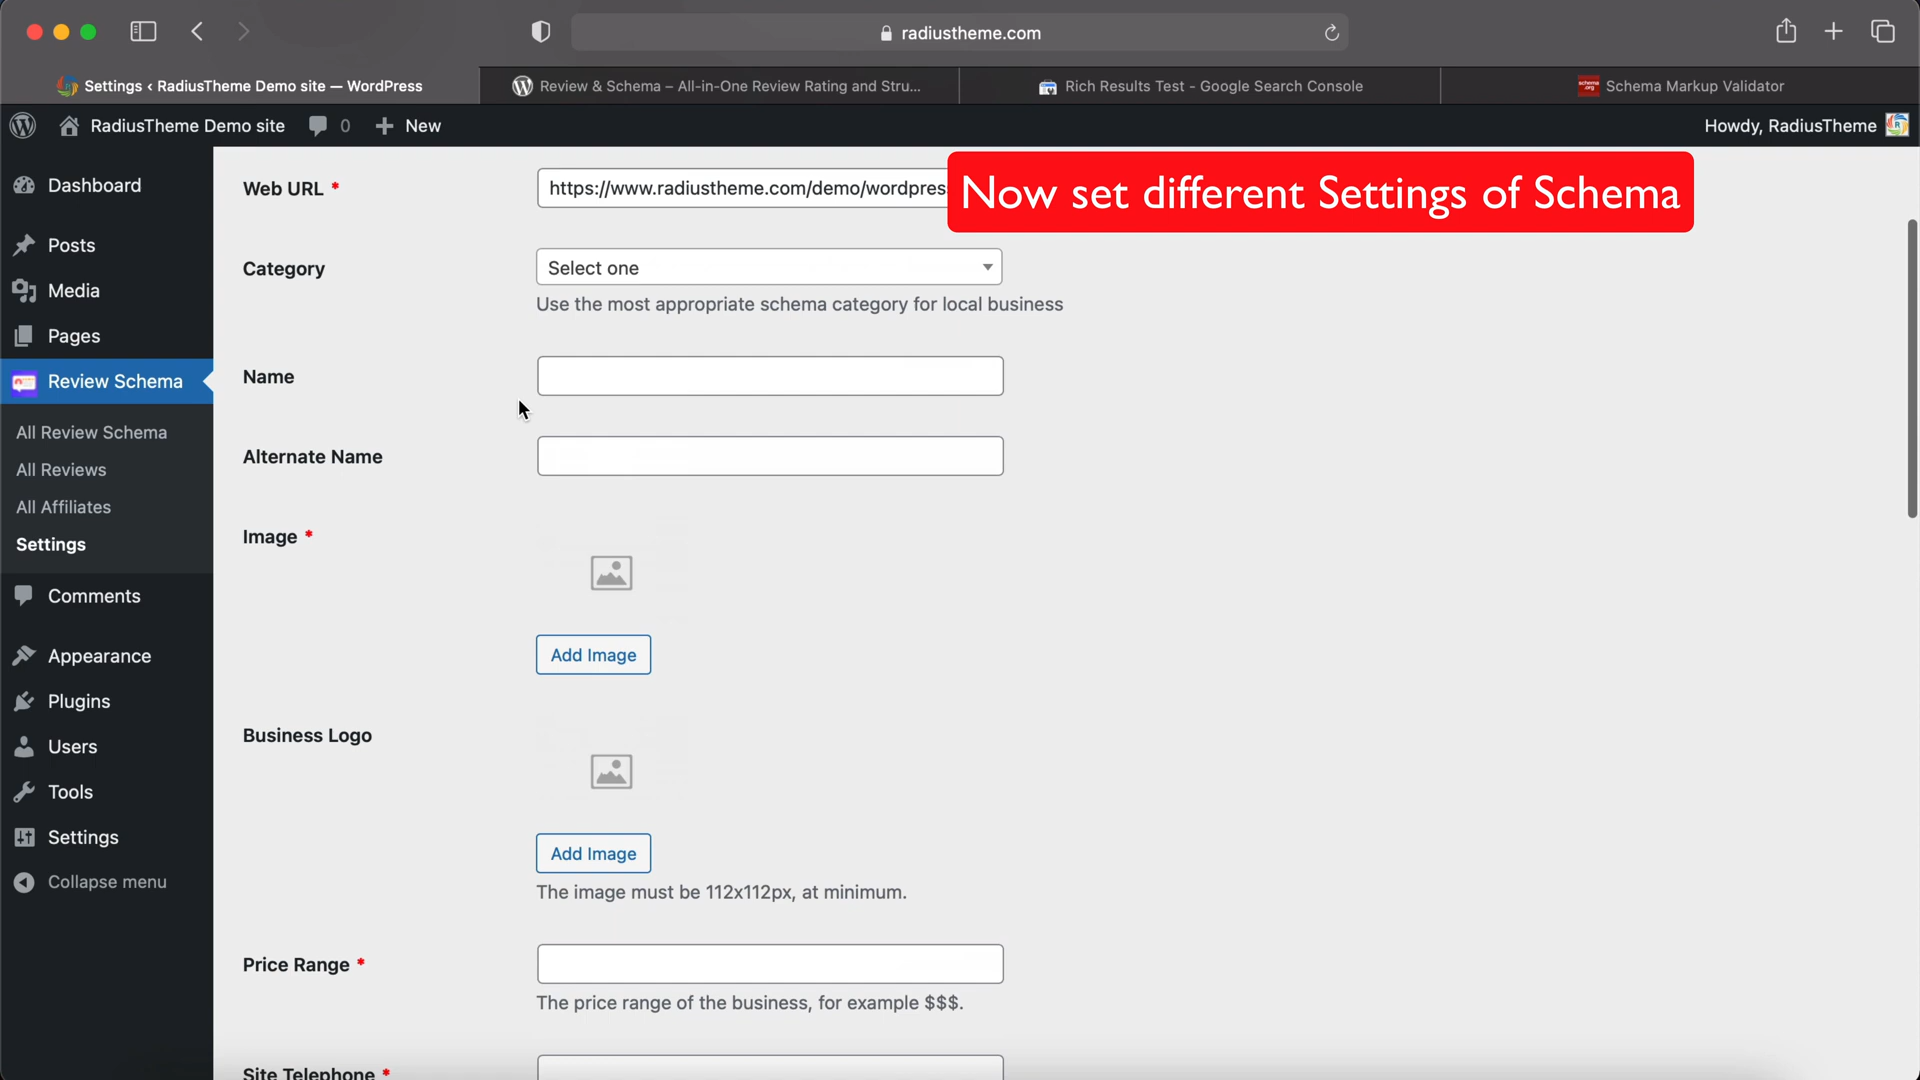 radiustheme.com
Settings ‹ RadiusTheme Demo site — WordPress
Review & Schema – All-in-One Review Rating and Stru...
Rich Results Test - Google Search Console
Schema Markup Validator
RadiusTheme Demo site
0
New
Howdy, RadiusTheme
Dashboard
Posts
Media
Pages
Review Schema
All Review Schema
All Reviews
All Affiliates
Settings
Comments
Appearance
Plugins
Users
Tools
Settings
Collapse menu
Now set different Settings of Schema
Web URL *
https://www.radiustheme.com/demo/wordpres
Category
Select one
Use the most appropriate schema category for local business
Name
Alternate Name
Image *
Add Image
Business Logo
Add Image
The image must be 112x112px, at minimum.
Price Range *
The price range of the business, for example $$$.
Site Telephone *